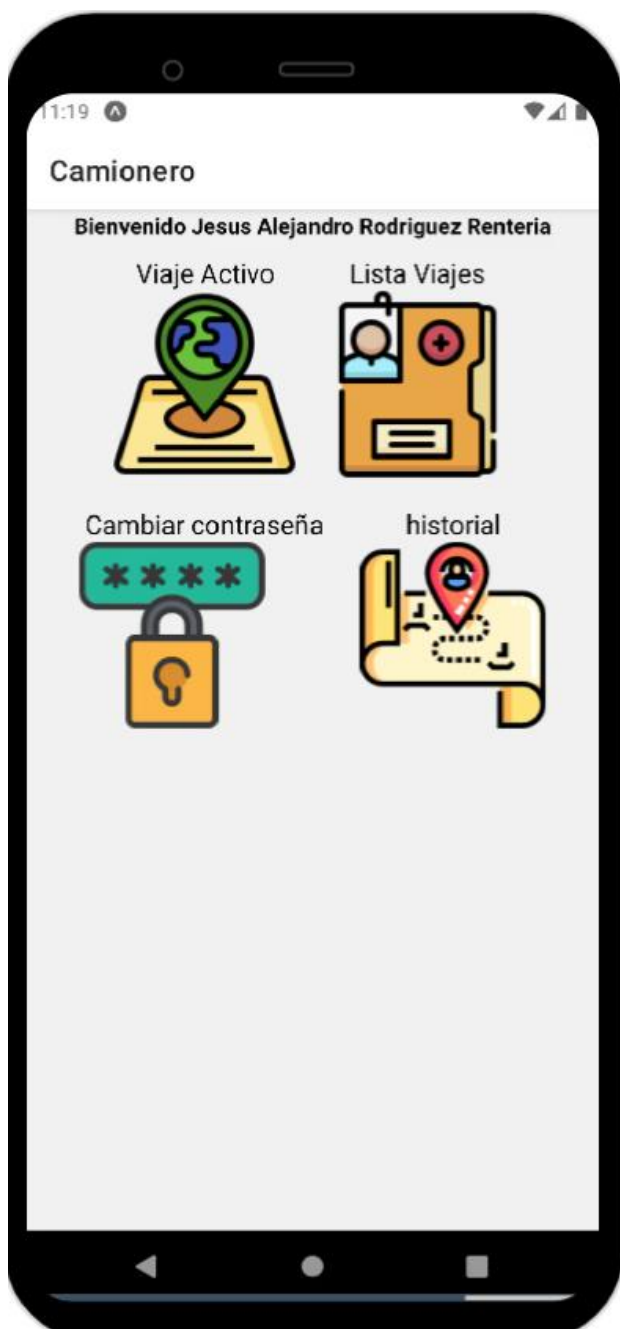 11:19
Camionero
Bienvenido Jesus Alejandro Rodriguez Renteria
Viaje Activo Lista Viajes
Cambiar contraseña historial
****